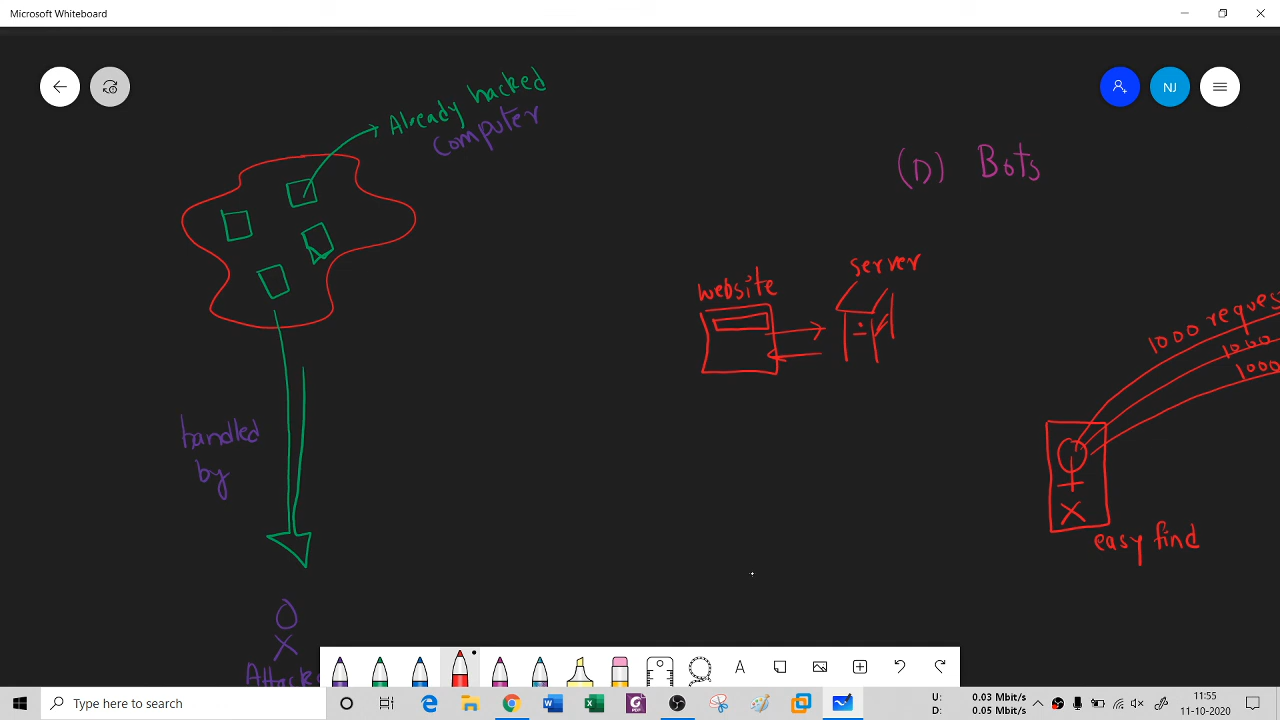 Microsoft Whiteboard
NJ
Already hacked
computer
(D) Bots
website
server
1000 reques
1000
1000
handled
by
easy find
Attacke
A
Type here to search
U: 0.03 Mbit/s
D: 0.05 Mbit/s
11:55
11-10-2020